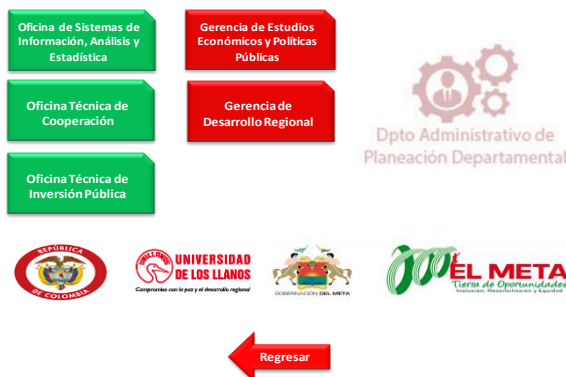 Oficina de Sistemas de
Información, Análisis y
Estadística
Gerencia de Estudios
Económicos y Políticas
Públicas
Oficina Técnica de
Cooperación
Gerencia de
Desarrollo Regional
Oficina Técnica de
Inversión Pública
Dpto Administrativo de
Planeación Departamental
REPÚBLICA
DE COLOMBIA
UNILLANOS
UNIVERSIDAD
DE LOS LLANOS
Compromiso con la paz y el desarrollo regional
GOBERNACIÓN DEL META
EL META
Tierra de Oportunidades
Inclusión, Reconciliación y Equidad
Regresar